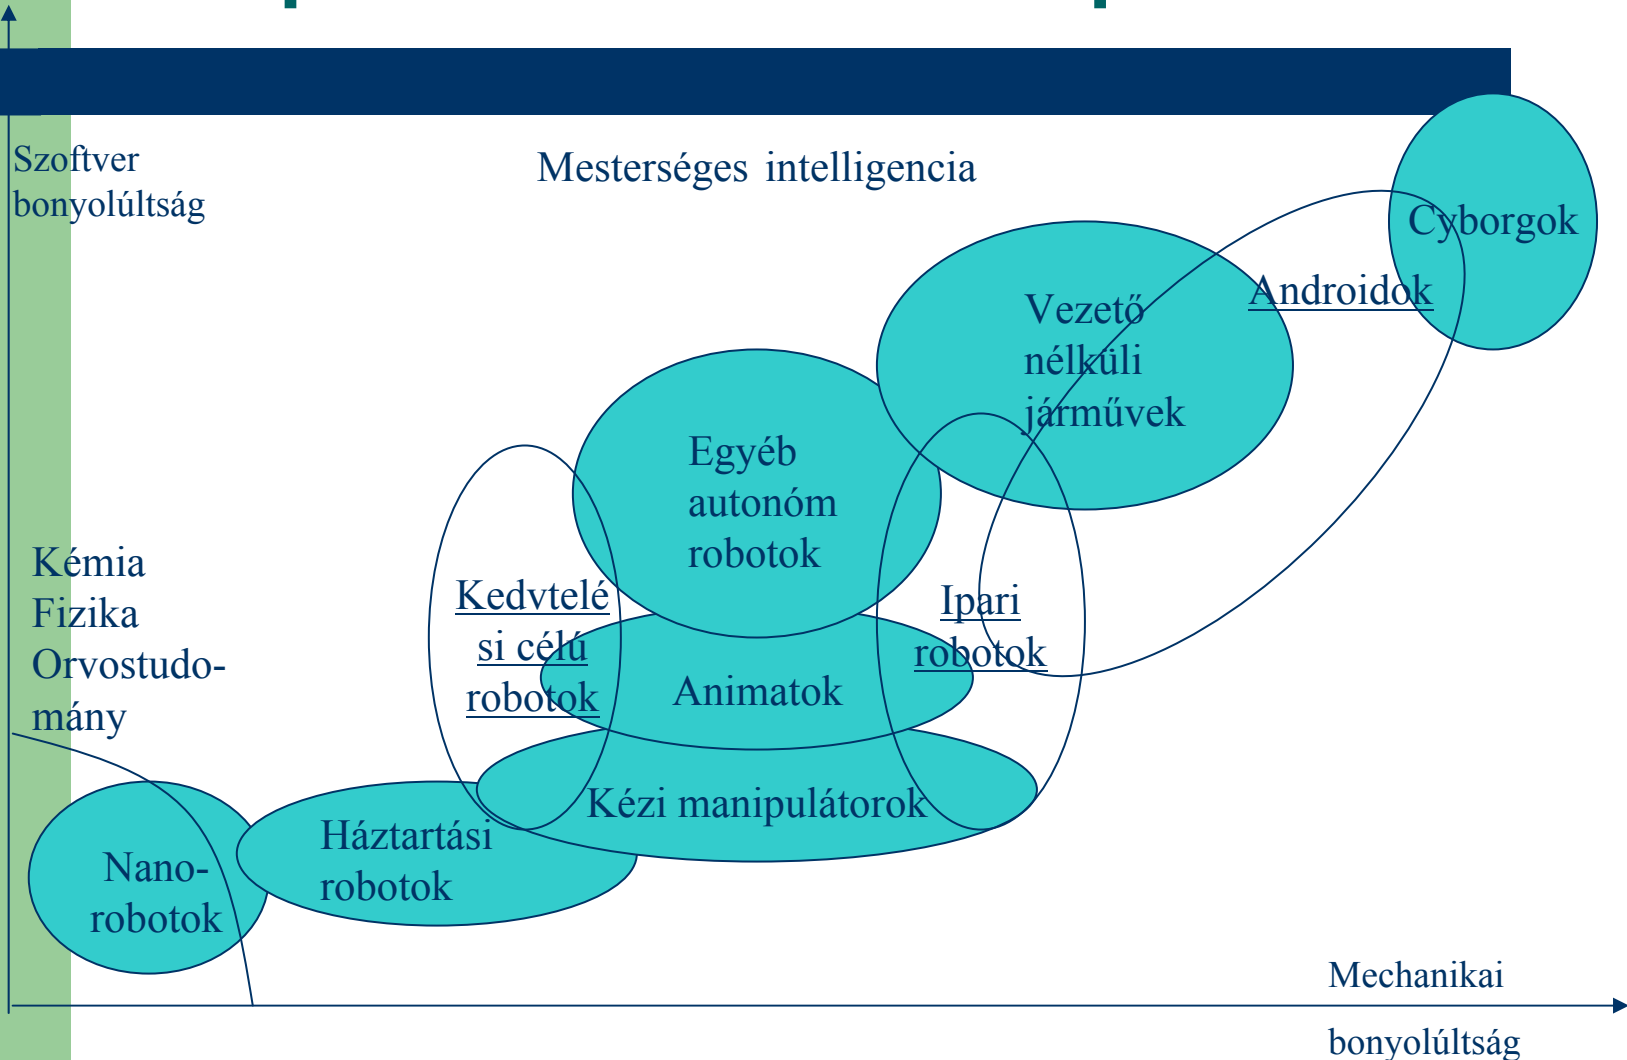 Szoftver
bonyolúltság
Mesterséges intelligencia
Cyborgok
Androidok
Vezető
nélküli
járművek
Egyéb
autonóm
robotok
Kémia
Fizika
Orvostudo-
mány
Kedvtelé
si célú
robotok
Ipari
robotok
Animatok
Kézi manipulátorok
Háztartási
robotok
Nano-
robotok
Mechanikai
bonyolúltság